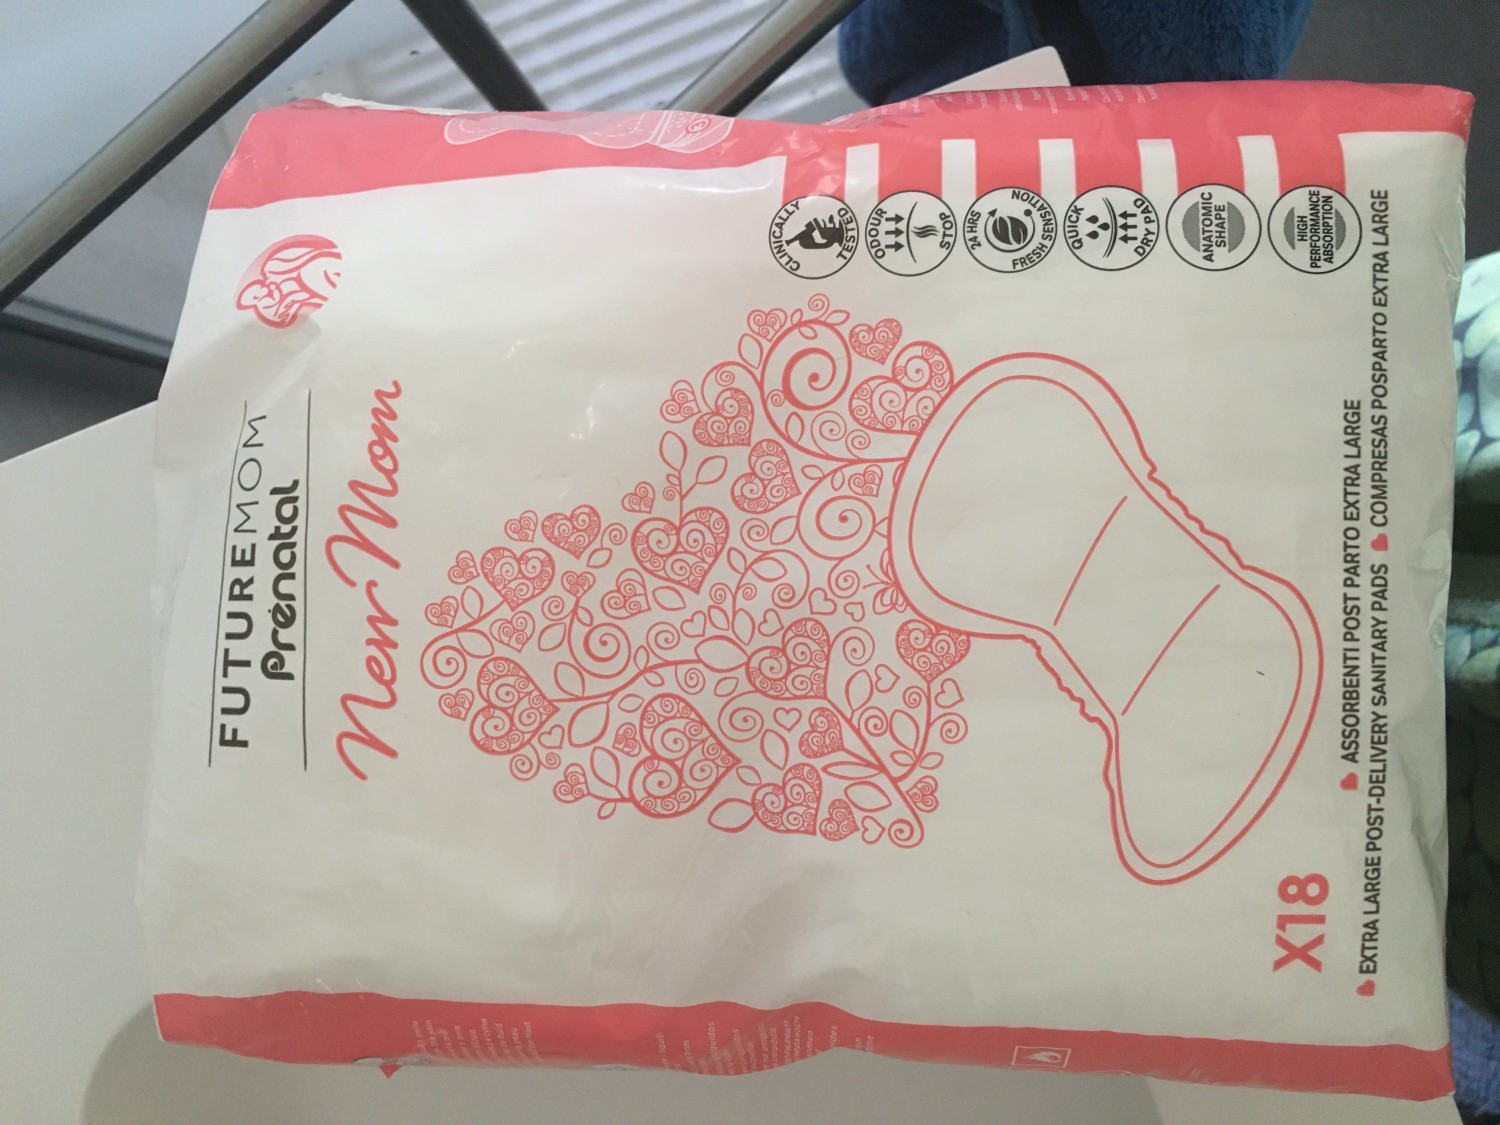 FUTUREMOM
Prénatal
New Mom
CLINICALLY TESTED
ODOUR STOP
24 HRS FRESH SENSATION
QUICK DRY PAD
ANATOMIC
SHAPE
HIGH
PERFORMANCE
ABSORPTION
X18
ASSORBENTI POST PARTO EXTRA LARGE
EXTRA LARGE POST-DELIVERY SANITARY PADS COMPRESAS POSPARTO EXTRA LARGE